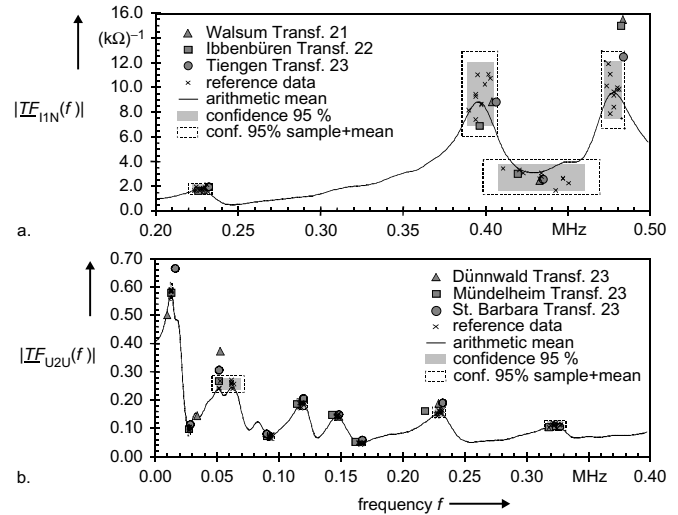 16.0
(kΩ)⁻¹
12.0
10.0
8.0
6.0
4.0
2.0
0.0
|TF I1N(f)|
Walsum Transf. 21
Ibbenbüren Transf. 22
Tiengen Transf. 23
reference data
arithmetic mean
confidence 95 %
conf. 95% sample+mean
0.20 0.25 0.30 0.35 0.40 MHz 0.50
a.
0.70
0.60
0.50
0.40
0.30
0.20
0.10
0.00
|TF U2U(f)|
Dünnwald Transf. 23
Mündelheim Transf. 23
St. Barbara Transf. 23
reference data
arithmetic mean
confidence 95 %
conf. 95% sample+mean
0.00 0.05 0.10 0.15 0.20 0.25 0.30 MHz 0.40
b.
frequency f